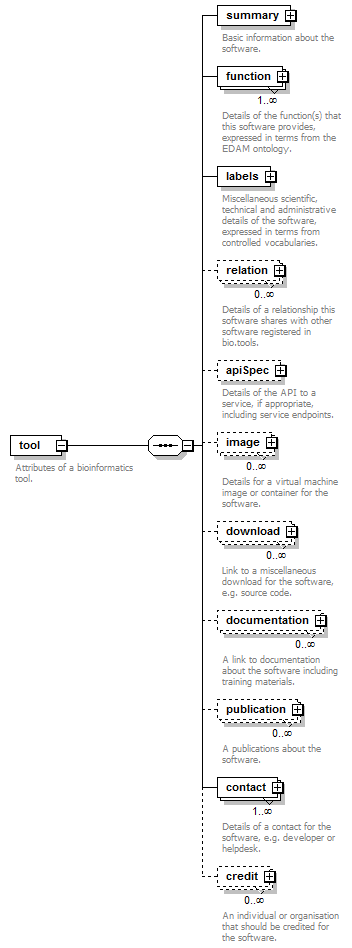 summary
Basic information about the
software.
function
1..∞
Details of the function(s) that
this software provides,
expressed in terms from the
EDAM ontology.
labels
Miscellaneous scientific,
technical and administrative
details of the software,
expressed in terms from
controlled vocabularies.
relation
0..∞
Details of a relationship this
software shares with other
software registered in
bio.tools.
apiSpec
Details of the API to a
service, if appropriate,
including service endpoints.
tool
Attributes of a bioinformatics
tool.
image
0..∞
Details for a virtual machine
image or container for the
software.
download
0..∞
Link to a miscellaneous
download for the software,
e.g. source code.
documentation
0..∞
A link to documentation
about the software including
training materials.
publication
0..∞
A publications about the
software.
contact
1..∞
Details of a contact for the
software, e.g. developer or
helpdesk.
credit
0..∞
An individual or organisation
that should be credited for
the software.